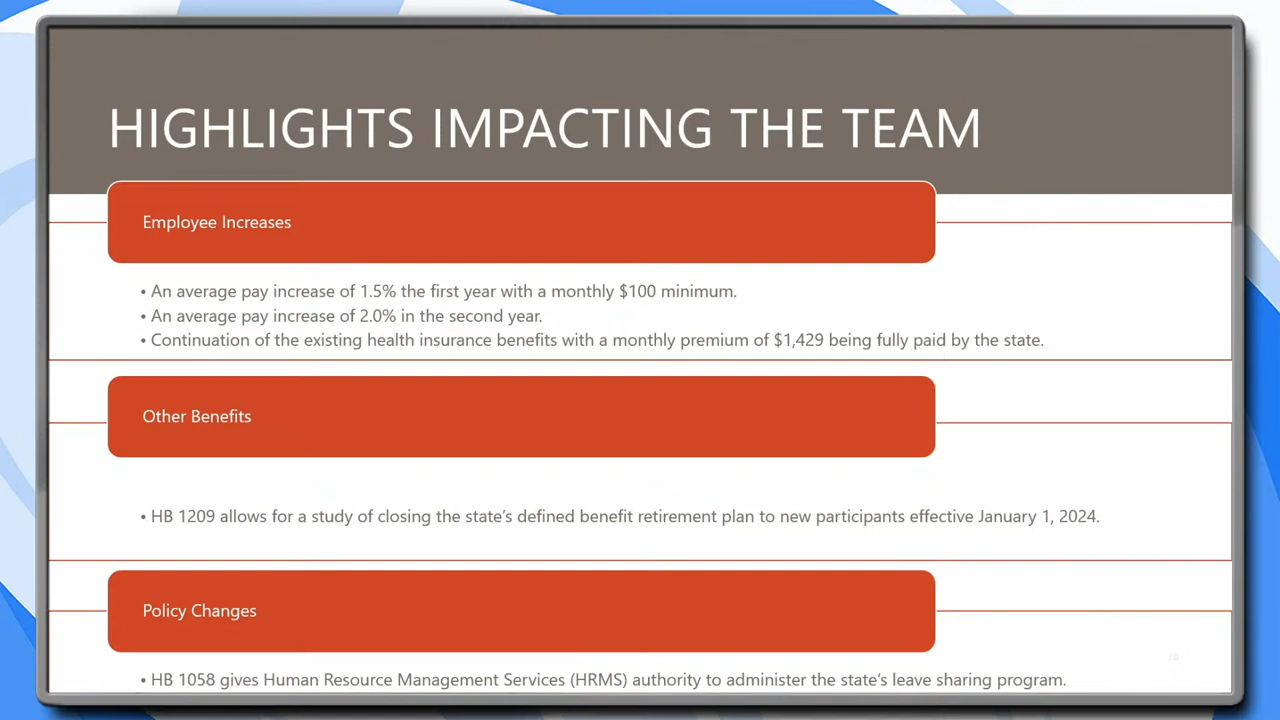 HIGHLIGHTS IMPACTING THE TEAM
Employee Increases
• An average pay increase of 1.5% the first year with a monthly $100 minimum.
• An average pay increase of 2.0% in the second year.
• Continuation of the existing health insurance benefits with a monthly premium of $1,429 being fully paid by the state.
Other Benefits
• HB 1209 allows for a study of closing the state’s defined benefit retirement plan to new participants effective January 1, 2024.
Policy Changes
• HB 1058 gives Human Resource Management Services (HRMS) authority to administer the state’s leave sharing program.